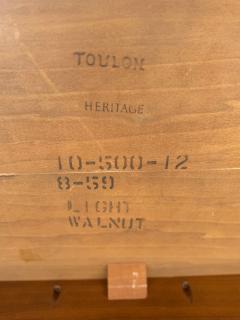 TOULON
HERITAGE
10-500-12
8-59
LIGHT
WALNUT